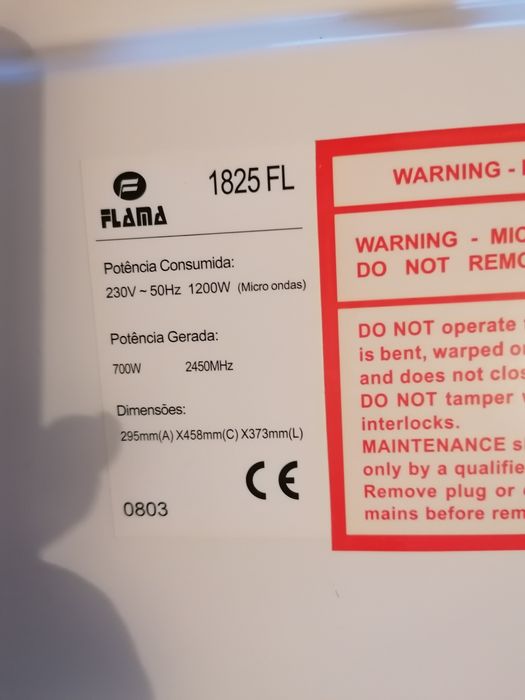 1825 FL
FLAMA
Potência Consumida:
230V ~ 50Hz 1200W (Micro ondas)
Potência Gerada:
700W 2450MHz
Dimensões:
295mm(A) X458mm(C) X373mm(L)
CE
0803
WARNING -
WARNING - MIC
DO NOT REMO
DO NOT operate
is bent, warped or
and does not clos
DO NOT tamper
interlocks.
MAINTENANCE s
only by a qualifie
Remove plug or
mains before rem